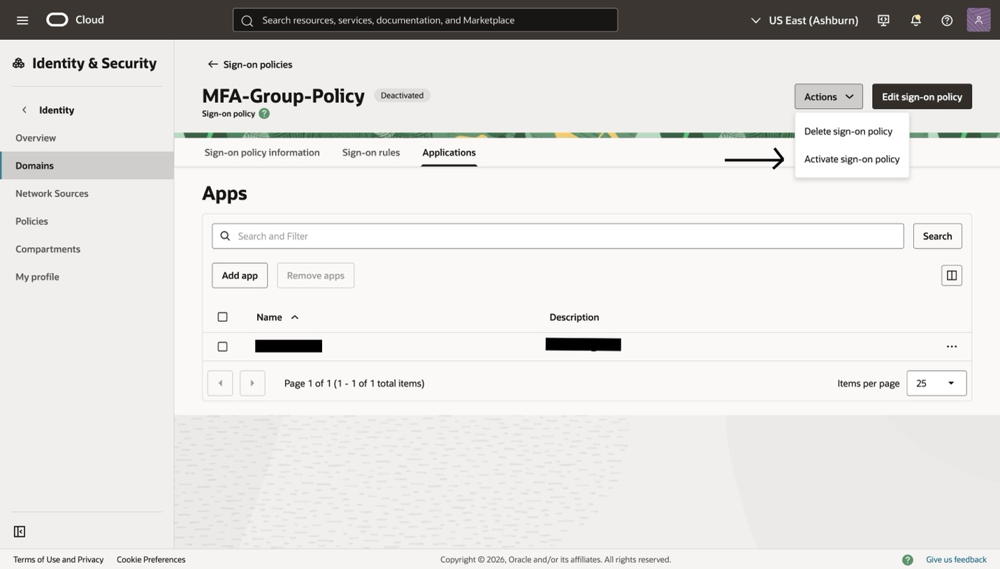 Cloud
Search resources, services, documentation, and Marketplace
US East (Ashburn)
Identity & Security
Identity
Overview
Domains
Network Sources
Policies
Compartments
My profile
Sign-on policies
MFA-Group-Policy
Deactivated
Sign-on policy ?
Actions
Edit sign-on policy
Delete sign-on policy
Activate sign-on policy
Sign-on policy information
Sign-on rules
Applications
Apps
Search and Filter
Search
Add app
Remove apps
Name
Description
Page 1 of 1 (1 - 1 of 1 total items)
Items per page
25
Terms of Use and Privacy
Cookie Preferences
Copyright © 2026, Oracle and/or its affiliates. All rights reserved.
?
Give us feedback